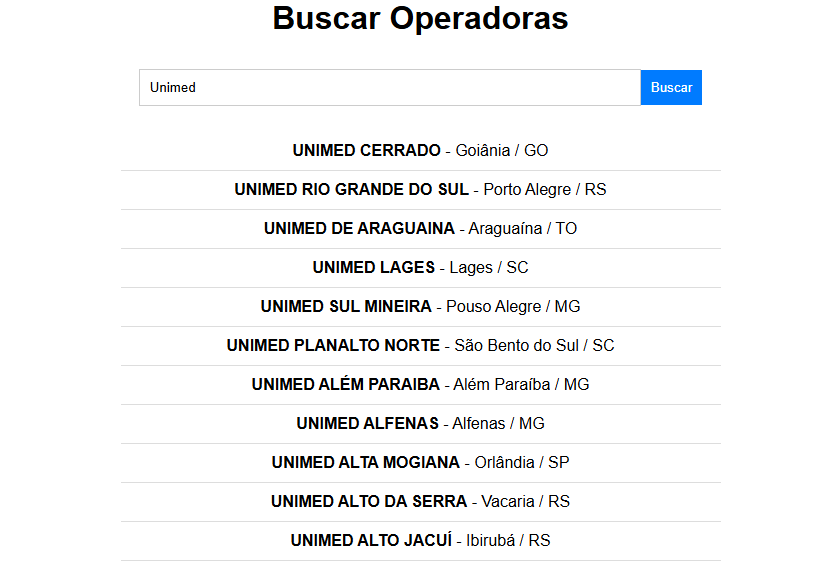 Buscar Operadoras
Unimed
Buscar
UNIMED CERRADO - Goiânia / GO
UNIMED RIO GRANDE DO SUL - Porto Alegre / RS
UNIMED DE ARAGUAINA - Araguaína / TO
UNIMED LAGES - Lages / SC
UNIMED SUL MINEIRA - Pouso Alegre / MG
UNIMED PLANALTO NORTE - São Bento do Sul / SC
UNIMED ALÉM PARAIBA - Além Paraíba / MG
UNIMED ALFENAS - Alfenas / MG
UNIMED ALTA MOGIANA - Orlândia / SP
UNIMED ALTO DA SERRA - Vacaria / RS
UNIMED ALTO JACUÍ - Ibirubá / RS